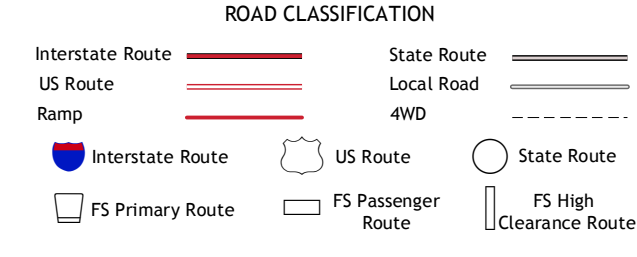 ROAD CLASSIFICATION
Interstate Route
State Route
US Route
Local Road
Ramp
4WD
Interstate Route
US Route
State Route
FS Primary Route
FS Passenger
Route
FS High
Clearance Route